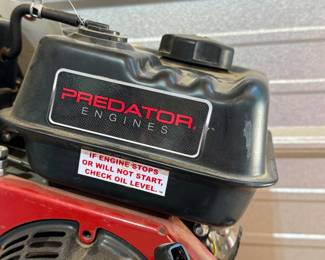 PREDATOR
ENGINES
IF ENGINE STOPS
OR WILL NOT START,
CHECK OIL LEVEL.